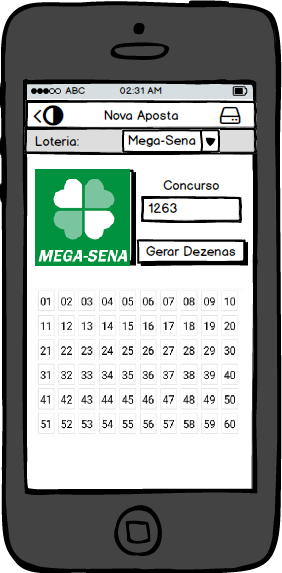 ABC 02:31 AM
Nova Aposta
Loteria: Mega-Sena
MEGA-SENA
Concurso
1263
Gerar Dezenas
01 02 03 04 05 06 07 08 09 10
11 12 13 14 15 16 17 18 19 20
21 22 23 24 25 26 27 28 29 30
31 32 33 34 35 36 37 38 39 40
41 42 43 44 45 46 47 48 49 50
51 52 53 54 55 56 57 58 59 60